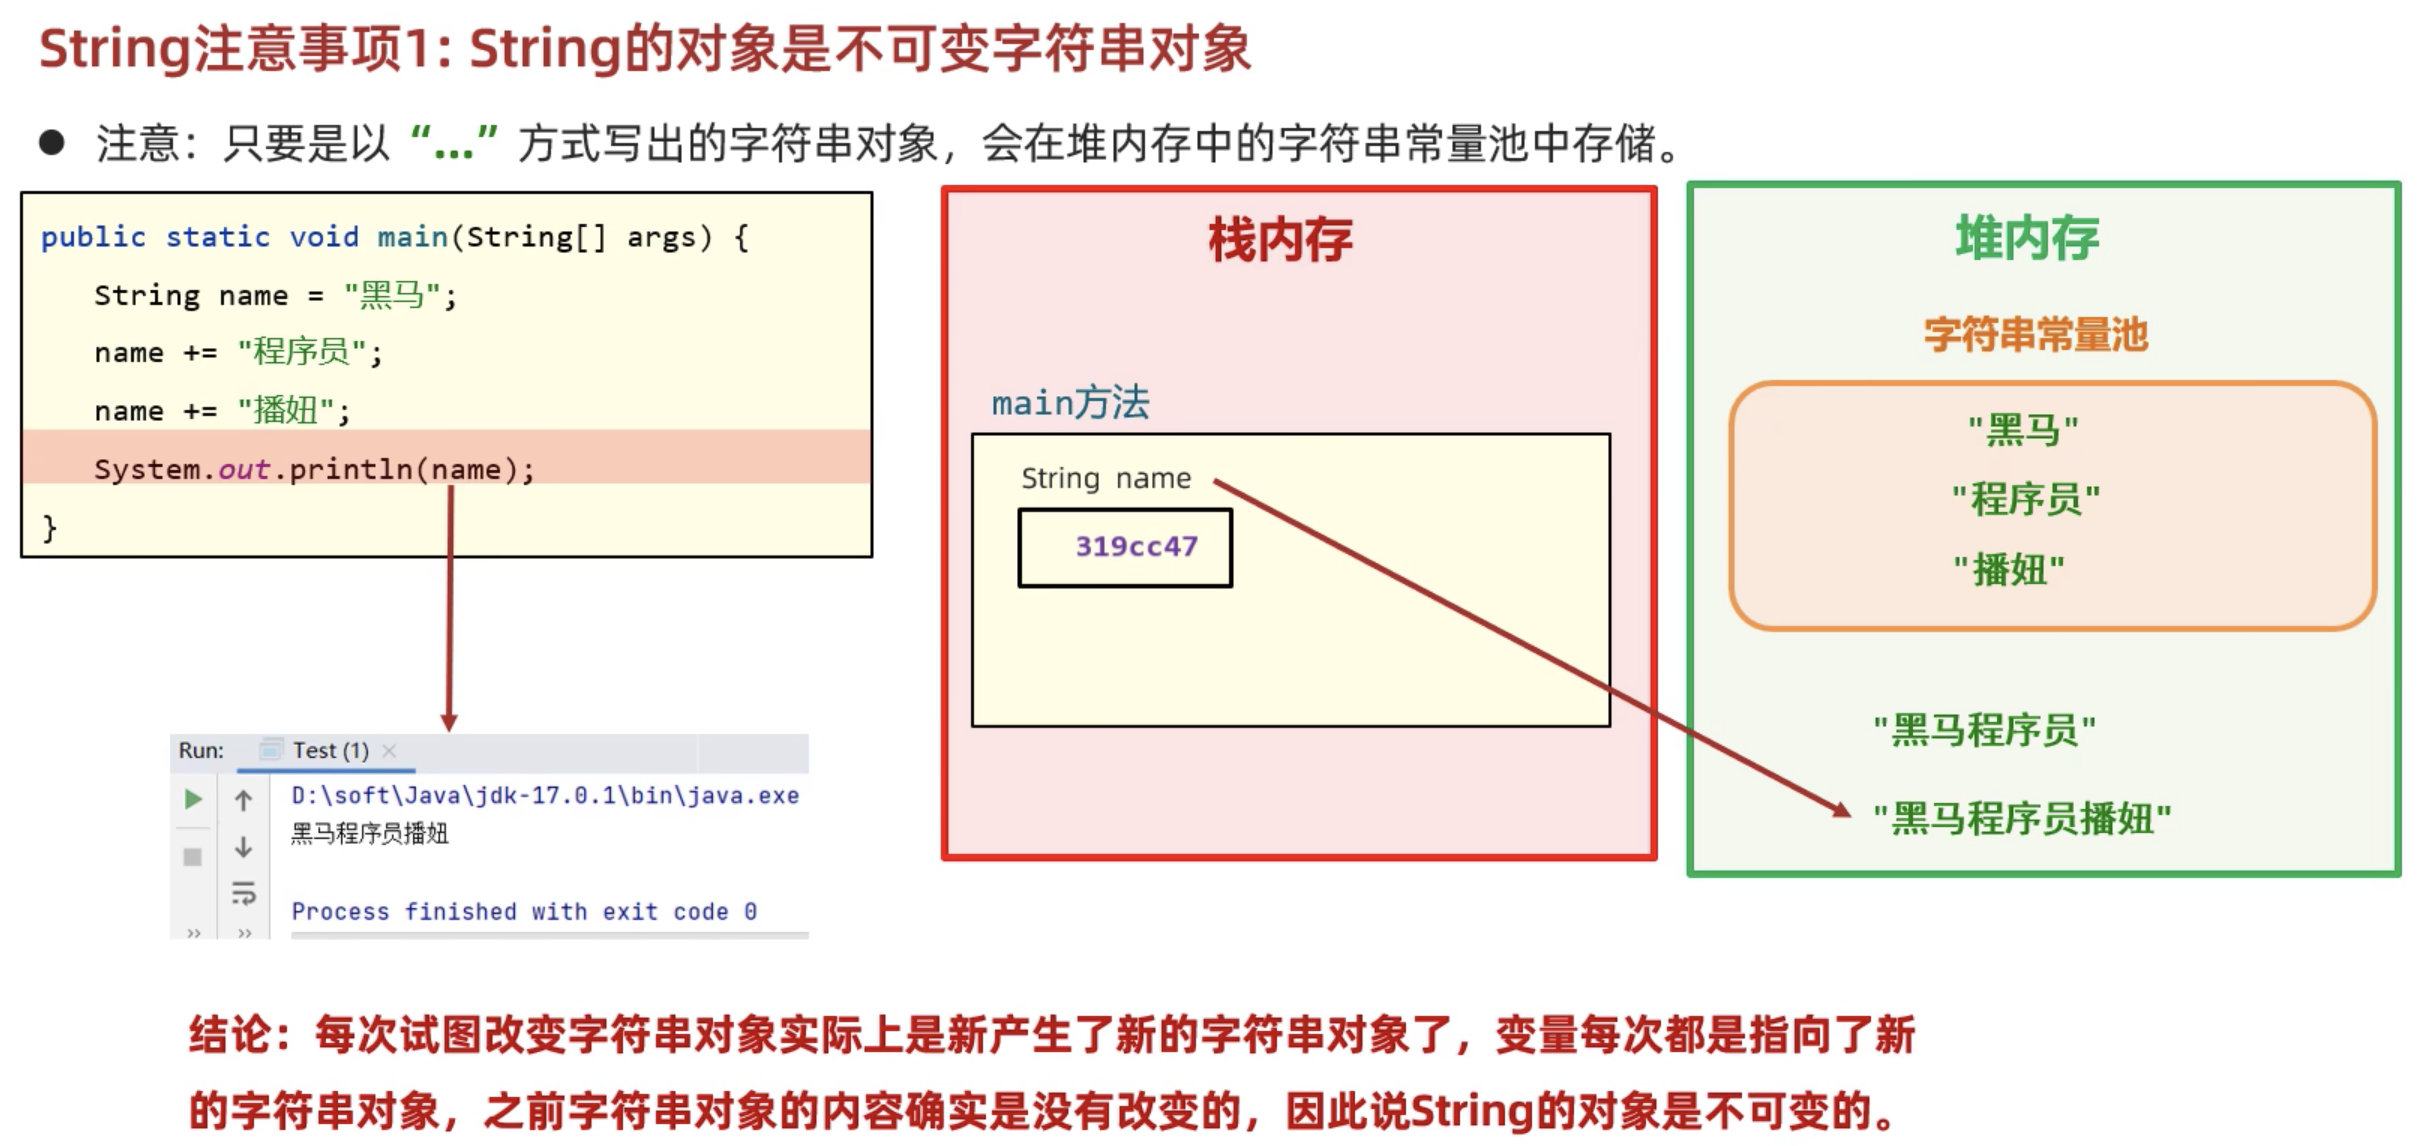 String注意事项1: String的对象是不可变字符串对象
● 注意：只要是以 “...” 方式写出的字符串对象，会在堆内存中的字符串常量池中存储。
public static void main(String[] args) {
String name = "黑马";
name += "程序员";
name += "播妞";
System.out.println(name);
}
Run: Test (1) ×
D:\soft\Java\jdk-17.0.1\bin\java.exe
黑马程序员播妞
Process finished with exit code 0
栈内存
main方法
String name
319cc47
堆内存
字符串常量池
"黑马"
"程序员"
"播妞"
"黑马程序员"
"黑马程序员播妞"
结论：每次试图改变字符串对象实际上是新产生了新的字符串对象了，变量每次都是指向了新
的字符串对象，之前字符串对象的内容确实是没有改变的，因此说String的对象是不可变的。